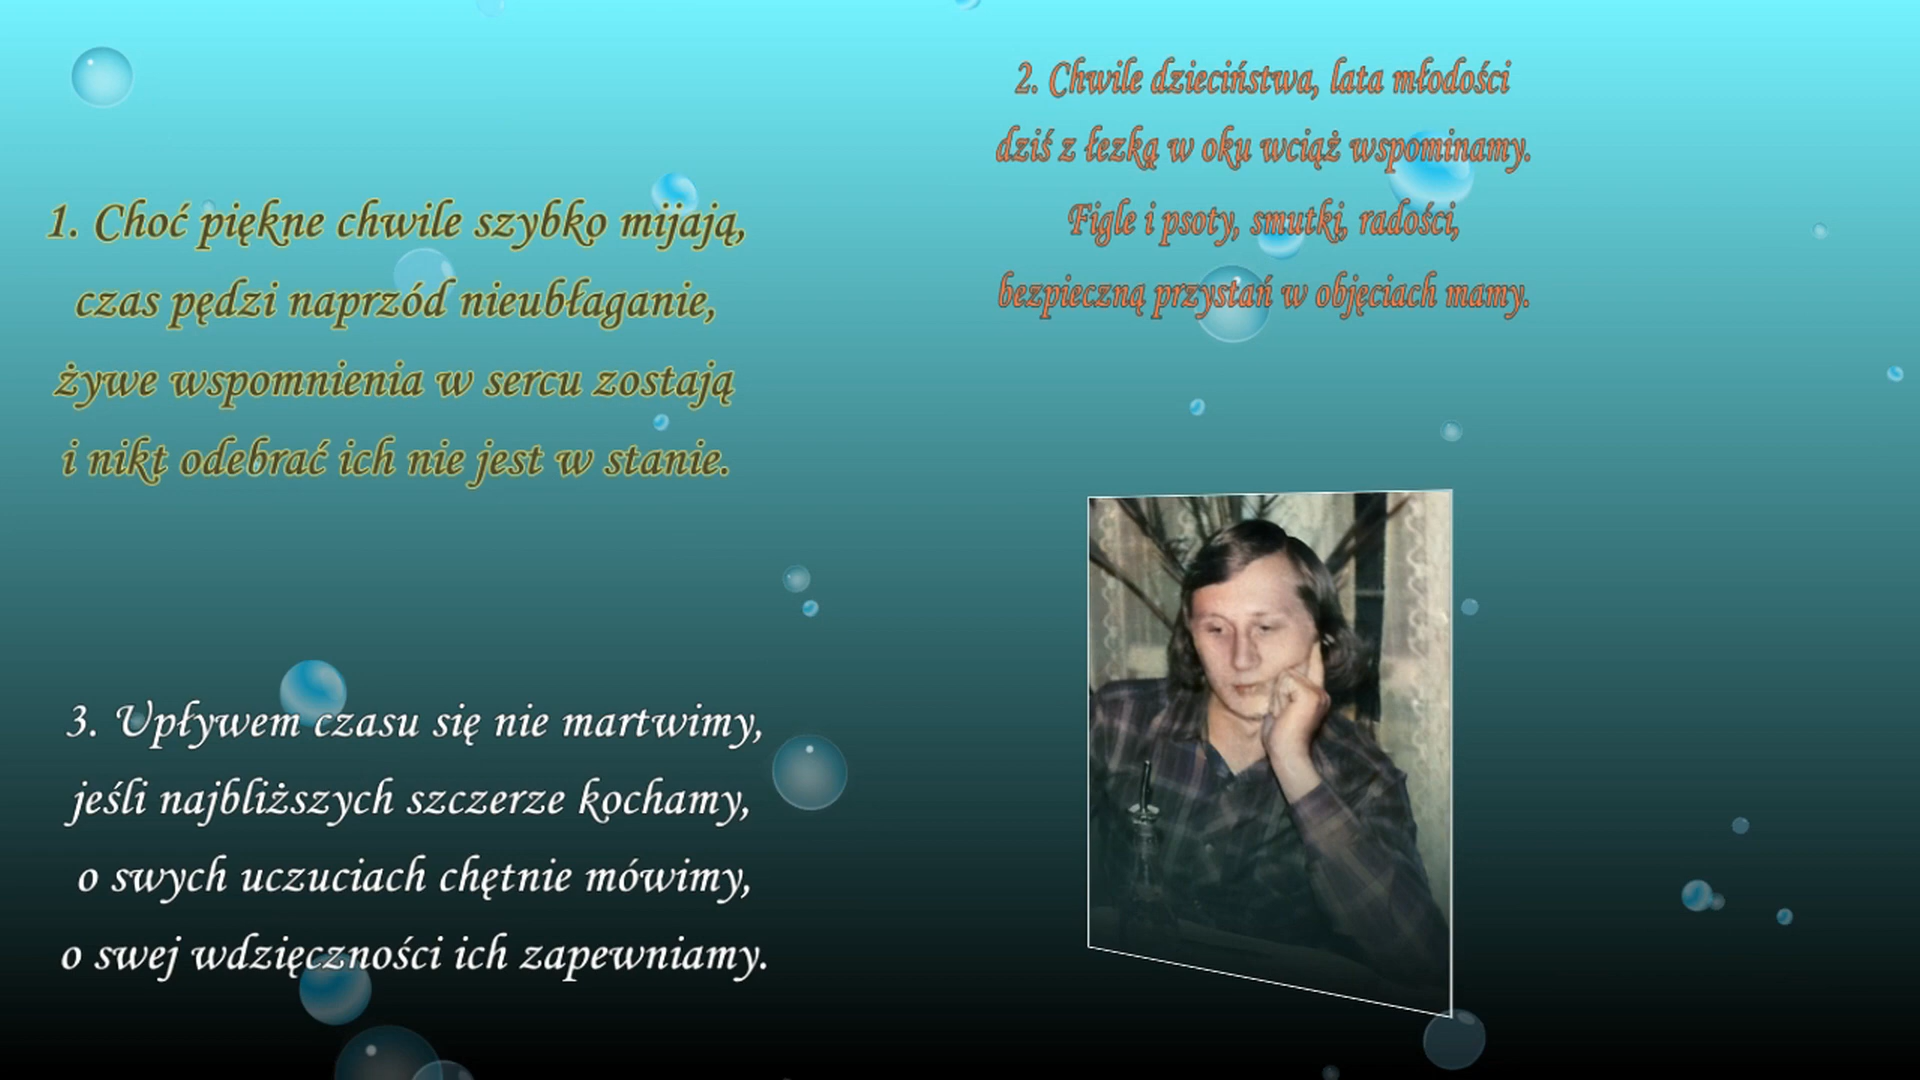 1. Choć piękne chwile szybko mijają,
czas pędzi naprzód nieubłaganie,
żywe wspomnienia w sercu zostają
i nikt odebrać ich nie jest w stanie.
2. Chwile dzieciństwa, lata młodości
dziś z łezką w oku wciąż wspominamy.
Figle i psoty, smutki, radości,
bezpieczną przystań w objęciach mamy.
3. Upływem czasu się nie martwimy,
jeśli najbliższych szczerze kochamy,
o swych uczuciach chętnie mówimy,
o swej wdzięczności ich zapewniamy.